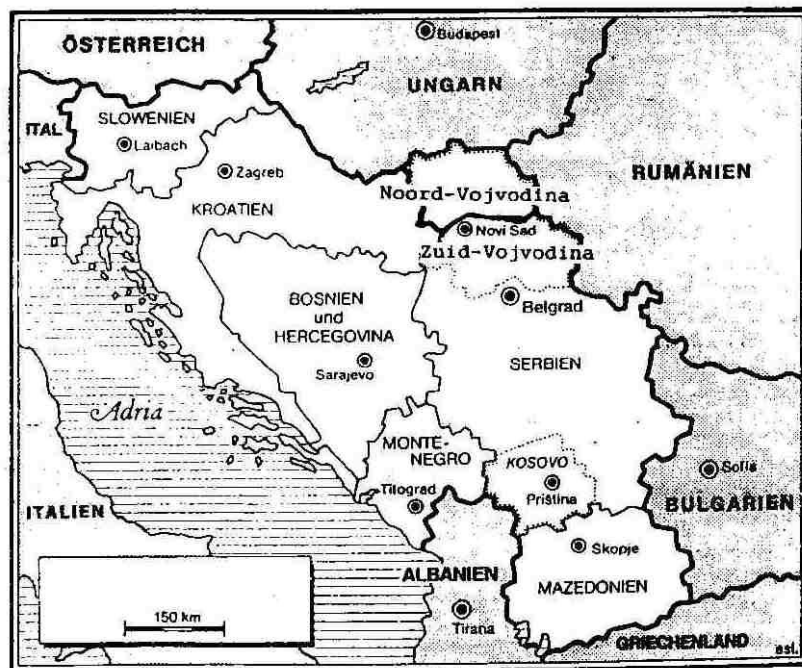 ÖSTERREICH
Budapest
UNGARN
SLOWENIEN
ITAL
Laibach
Zagreb
RUMÄNIEN
Noord-Vojvodina
KROATIEN
Novi Sad
Zuid-Vojvodina
BOSNIEN
und
HERCEGOVINA
Belgrad
SERBIEN
Sarajevo
Adria
MONTE-
NEGRO
KOSOVO
Sofia
Titograd
Priština
BULGARIEN
ITALIEN
Skopje
ALBANIEN
MAZEDONIEN
150 km
Tirana
GRIECHENLAND
est.